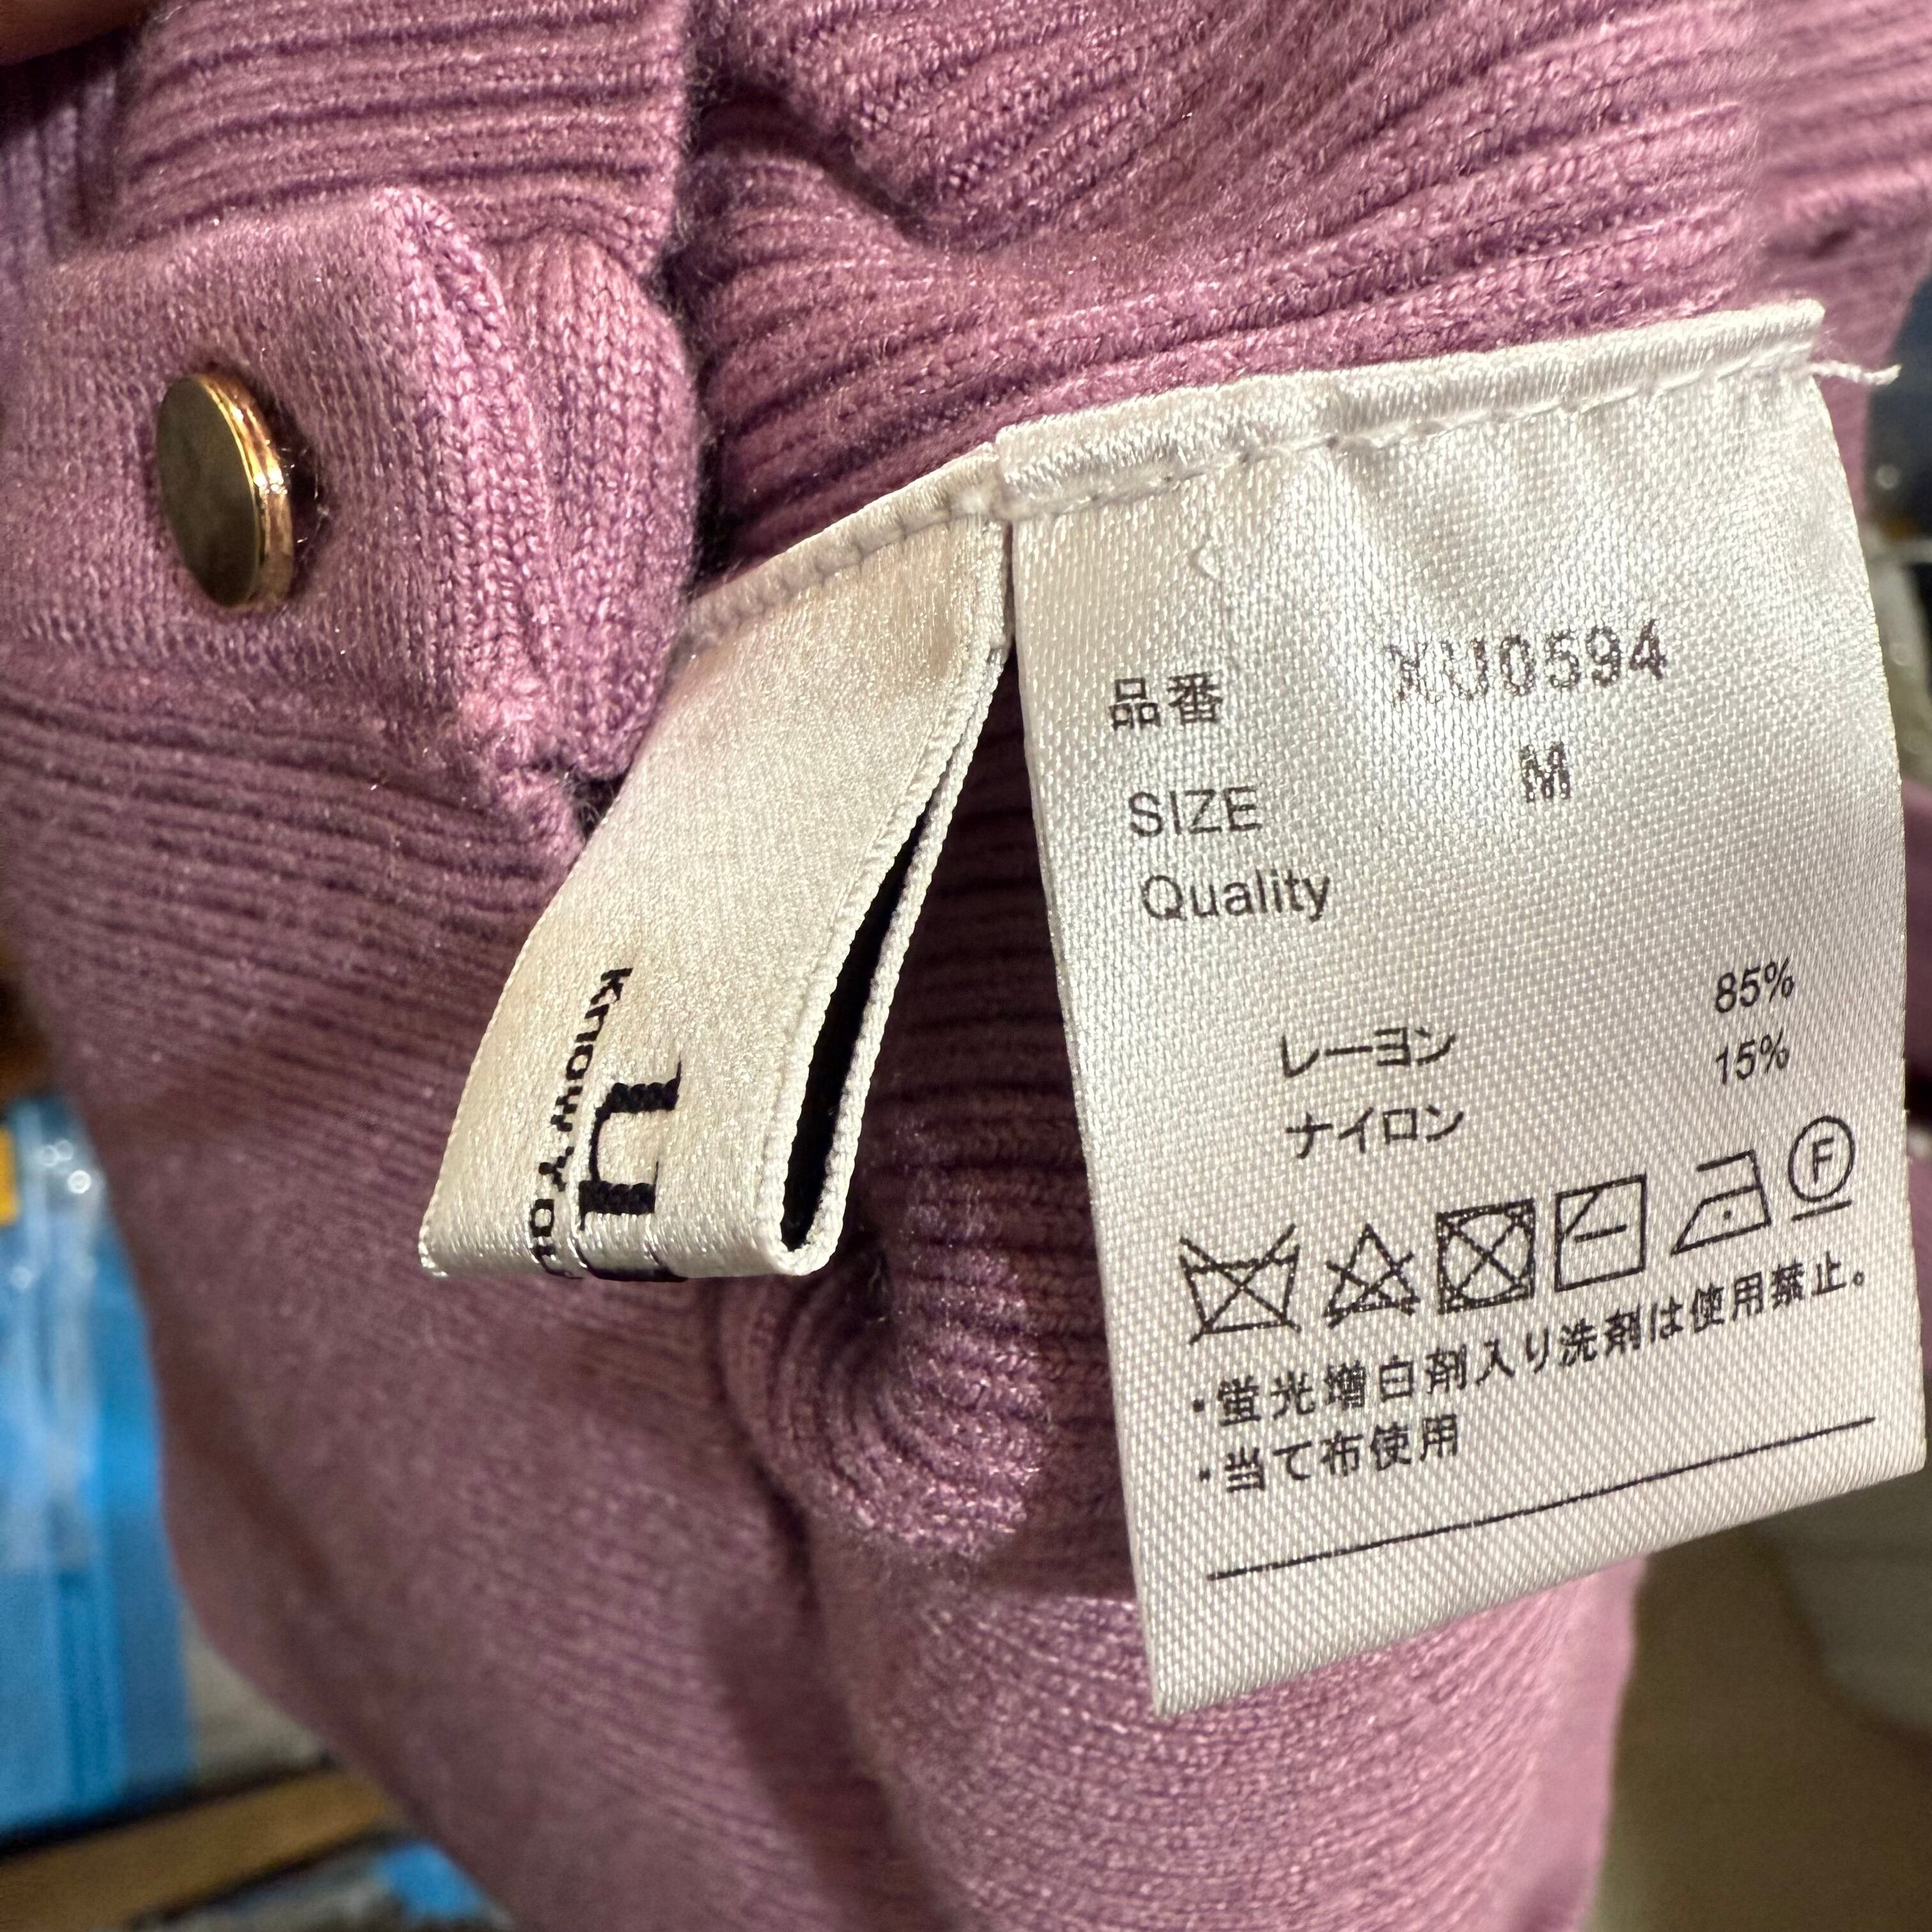 品番 XU0594
SIZE M
Quality
レーヨン 85%
ナイロン 15%
F
・蛍光増白剤入り洗剤は使用禁止。
・当て布使用
U